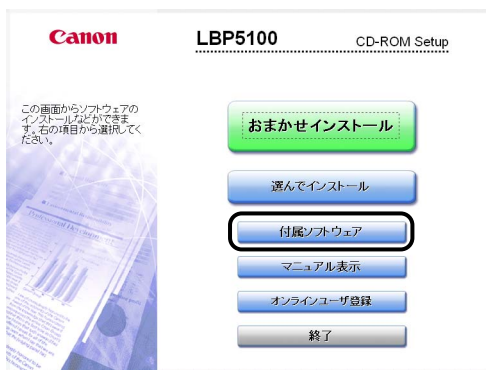 Canon
LBP5100
CD-ROM Setup
この画面からソフトウェアの
インストールなどができま
す。右の項目から選択してく
ださい。
おまかせインストール
選んでインストール
付属ソフトウェア
マニュアル表示
オンラインユーザ登録
終了